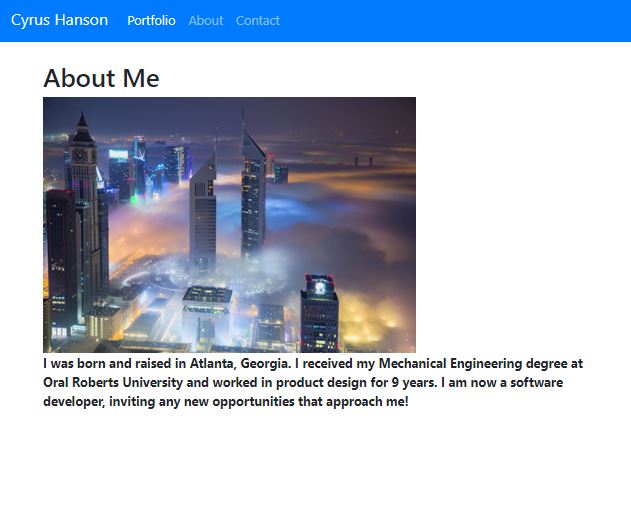 Cyrus Hanson Portfolio About Contact
About Me
I was born and raised in Atlanta, Georgia. I received my Mechanical Engineering degree at
Oral Roberts University and worked in product design for 9 years. I am now a software
developer, inviting any new opportunities that approach me!